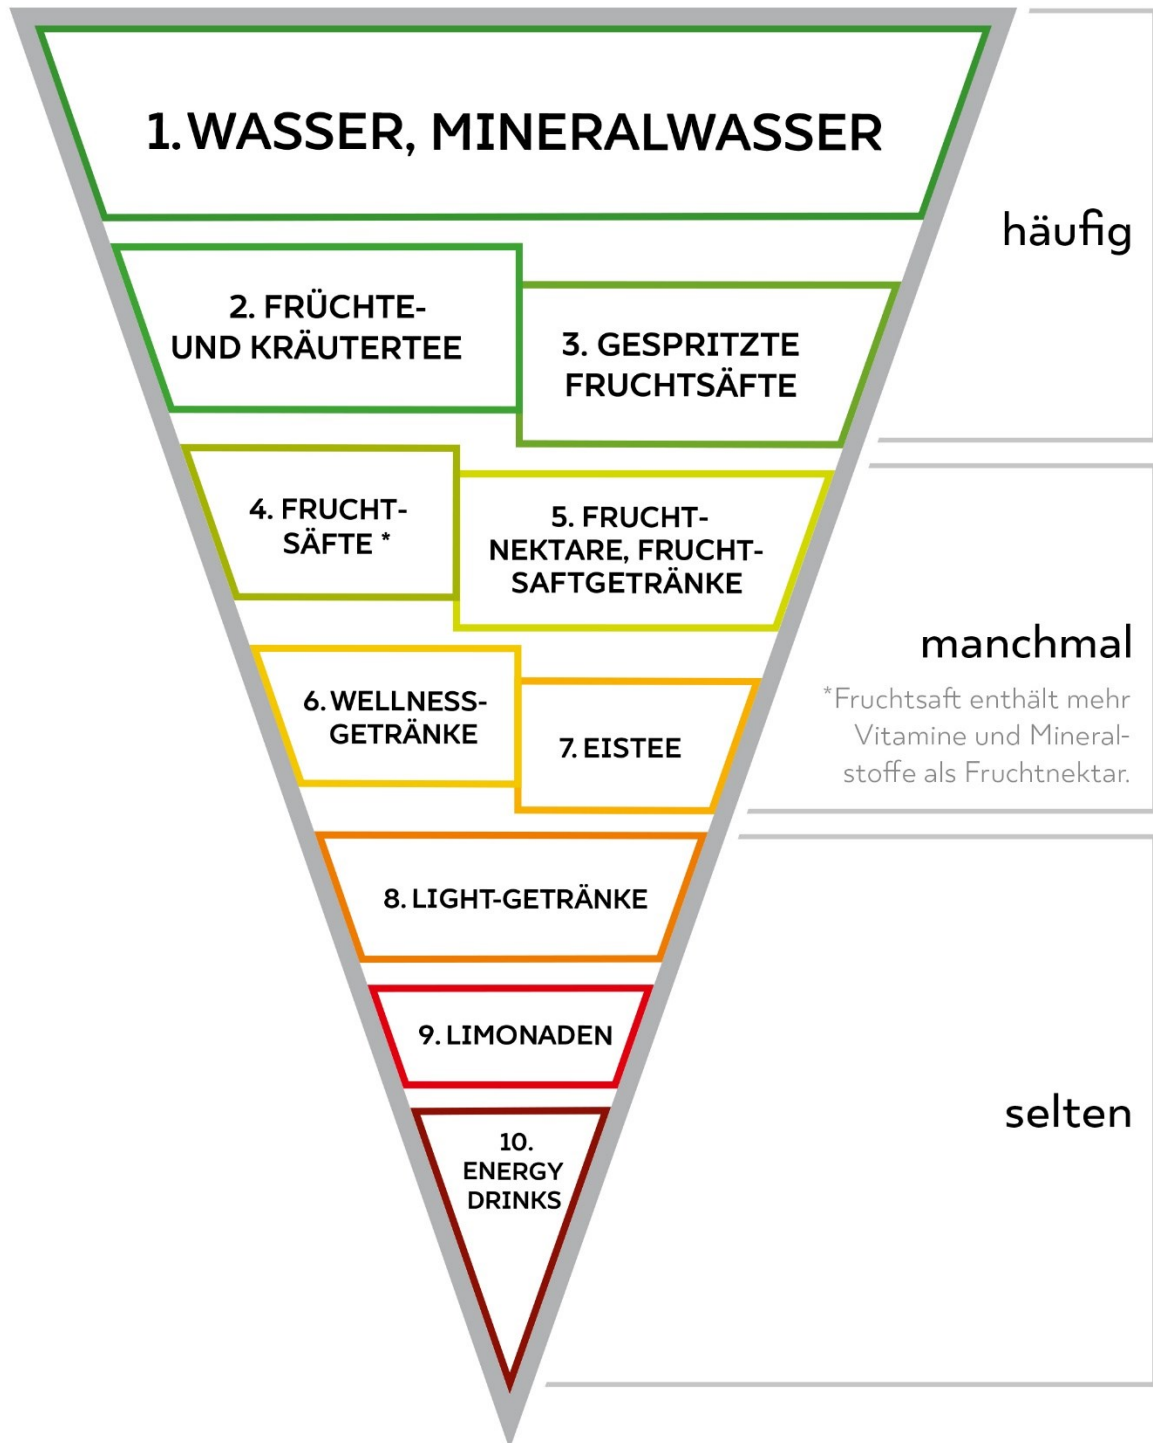 1. WASSER, MINERALWASSER
häufig
2. FRÜCHTE-
UND KRÄUTERTEE
3. GESPRITZTE
FRUCHTSÄFTE
4. FRUCHT-
SÄFTE *
5. FRUCHT-
NEKTARE, FRUCHT-
SAFTGETRÄNKE
manchmal
*Fruchtsaft enthält mehr
Vitamine und Mineral-
stoffe als Fruchtnektar.
6. WELLNESS-
GETRÄNKE
7. EISTEE
8. LIGHT-GETRÄNKE
9. LIMONADEN
selten
10.
ENERGY
DRINKS